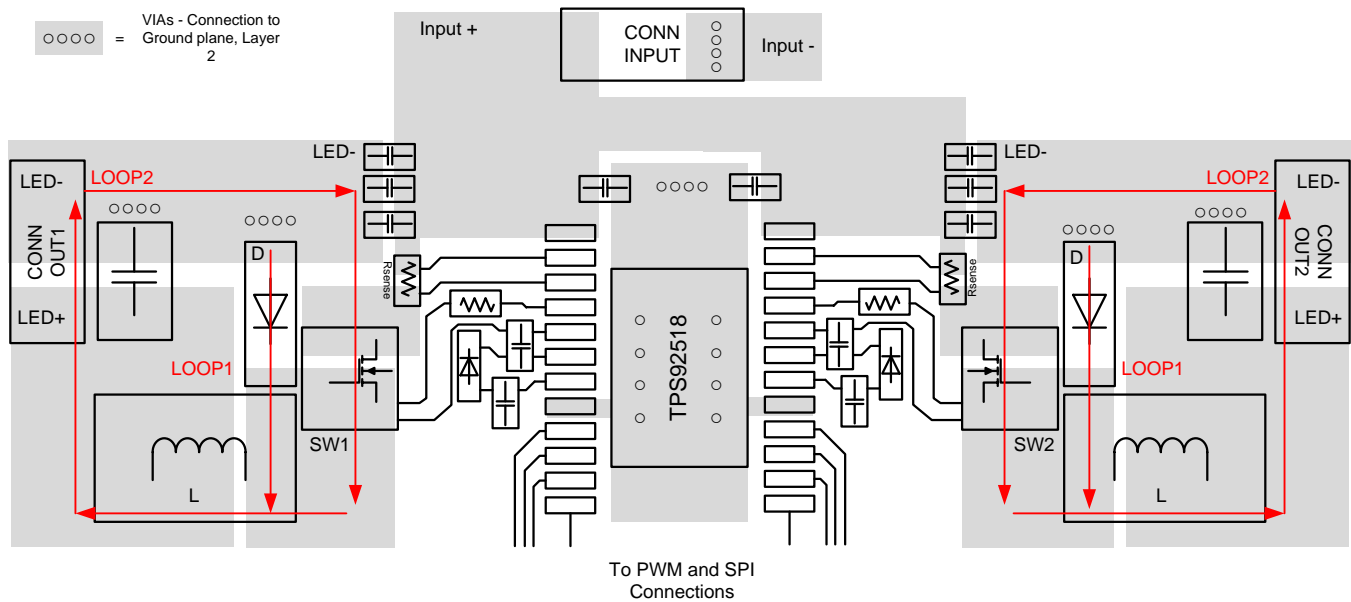 VIAs - Connection to
= Ground plane, Layer
2
Input +
CONN
INPUT
Input -
LED-
LED-
LED-
LOOP2
LOOP2
LED-
CONN
OUT1
D
Rsense
Rsense
D
CONN
OUT2
LED+
LED+
LOOP1
LOOP1
TPS92518
SW1
SW2
L
L
To PWM and SPI
Connections